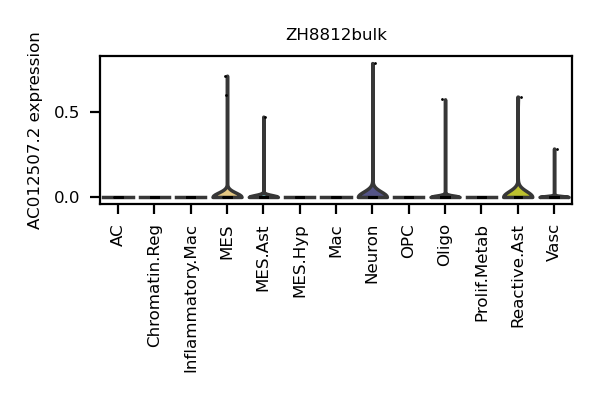 ZH8812bulk
AC012507.2 expression
0.5
0.0
AC
Chromatin.Reg
Inflammatory.Mac
MES
MES.Ast
MES.Hyp
Mac
Neuron
OPC
Oligo
Prolif.Metab
Reactive.Ast
Vasc